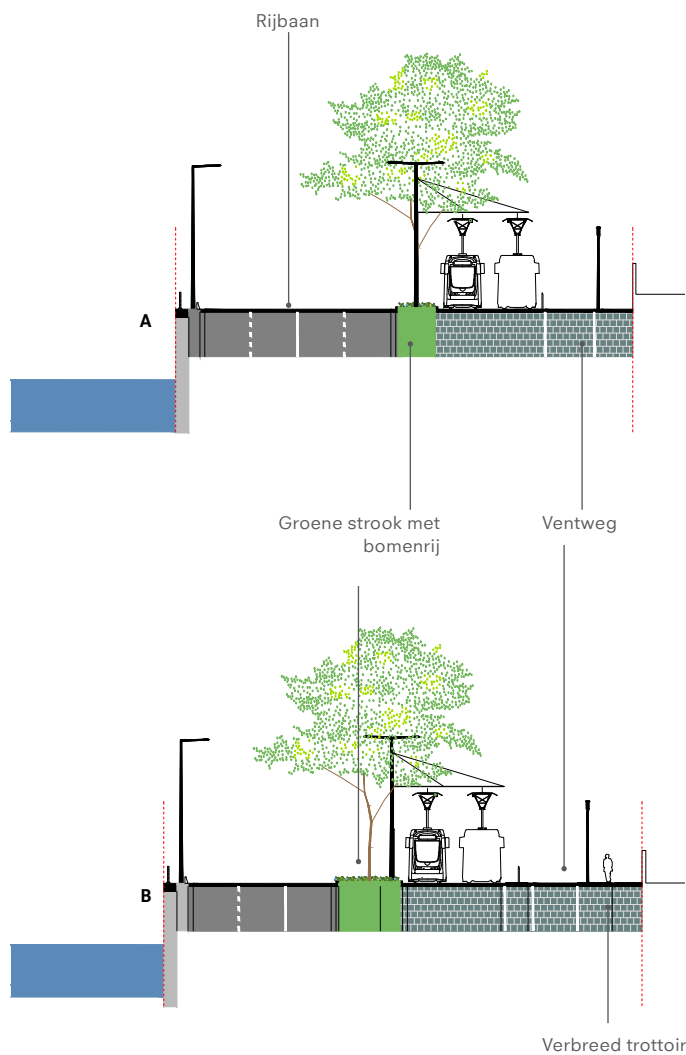 Rijbaan
A
Groene strook met
bomenrij
Ventweg
B
Verbreed trottoir